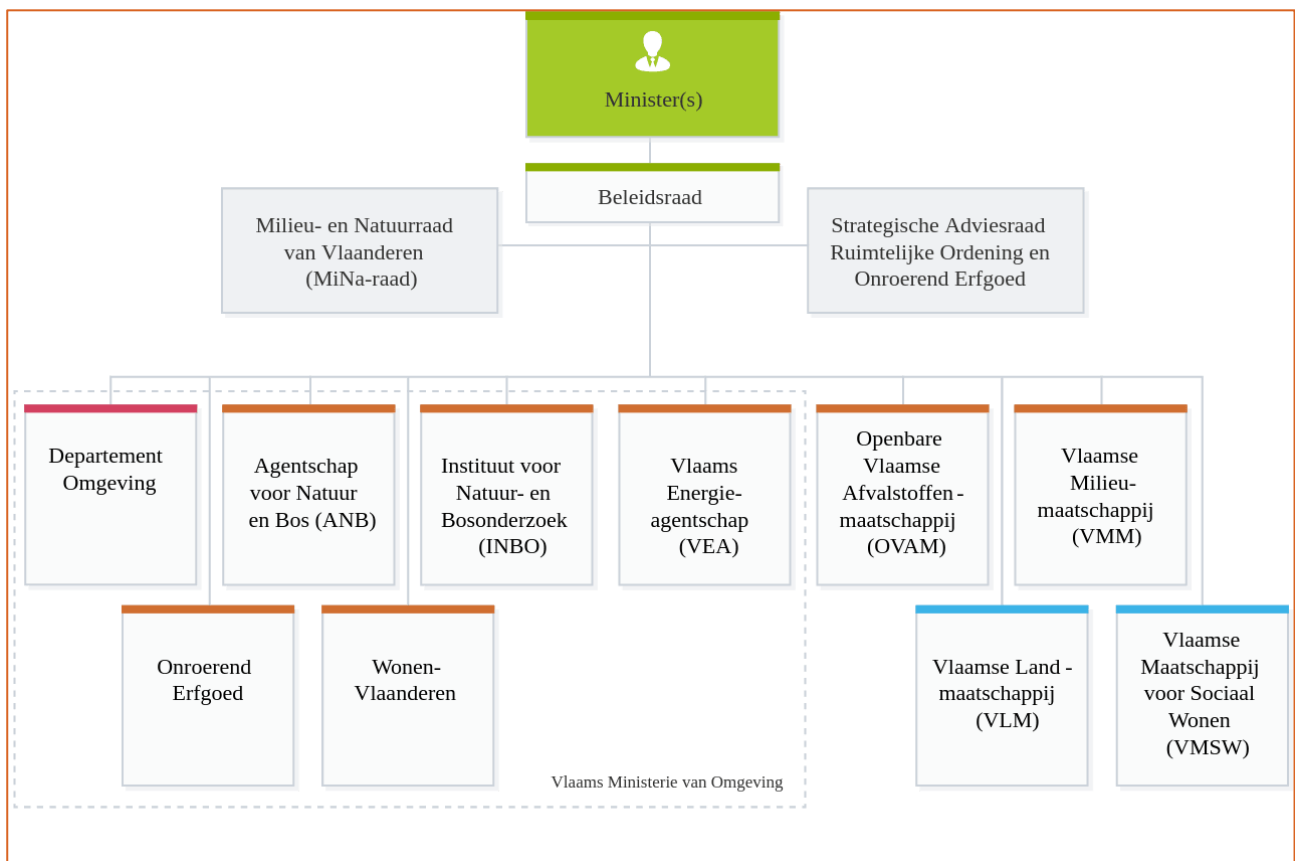 Minister(s)
Beleidsraad
Milieu- en Natuurraad
van Vlaanderen
(MiNa-raad)
Strategische Adviesraad
Ruimtelijke Ordening en
Onroerend Erfgoed
Departement
Omgeving
Agentschap
voor Natuur
en Bos (ANB)
Instituut voor
Natuur- en
Bosonderzoek
(INBO)
Vlaams
Energie-
agentschap
(VEA)
Openbare
Vlaamse
Afvalstoffen -
maatschappij
(OVAM)
Vlaamse
Milieu-
maatschappij
(VMM)
Onroerend
Erfgoed
Wonen-
Vlaanderen
Vlaamse Land -
maatschappij
(VLM)
Vlaamse
Maatschappij
voor Sociaal
Wonen
(VMSW)
Vlaams Ministerie van Omgeving